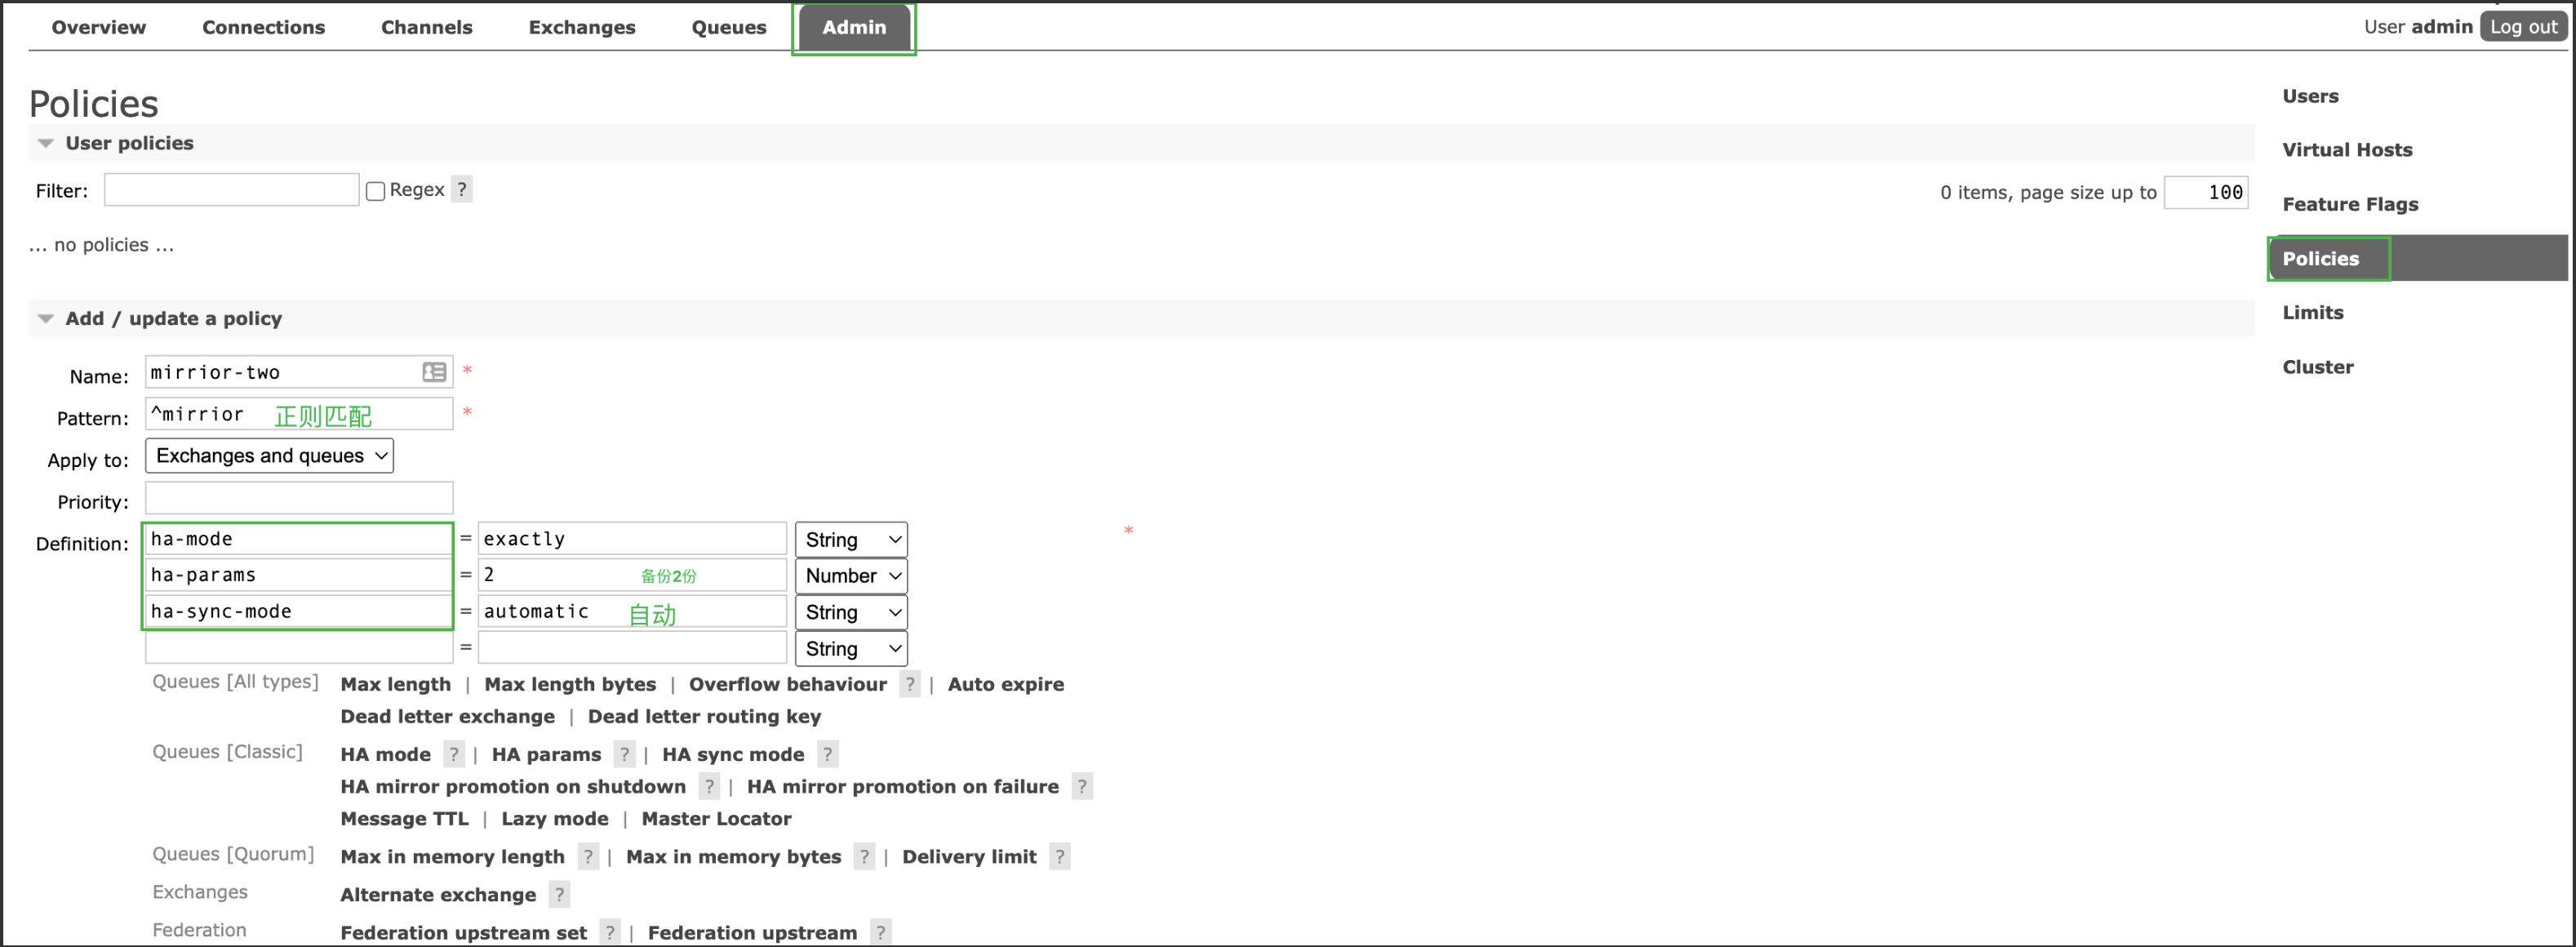 Overview Connections Channels Exchanges Queues Admin User admin Log out
Policies
User policies
Filter: Regex ? 0 items, page size up to 100
... no policies ...
Add / update a policy
Name: mirrior-two *
Pattern: ^mirrior 正则匹配 *
Apply to: Exchanges and queues
Priority:
Definition: ha-mode = exactly String *
ha-params = 2 备份2份 Number
ha-sync-mode = automatic 自动 String
= String
Queues [All types] Max length | Max length bytes | Overflow behaviour ? | Auto expire
Dead letter exchange | Dead letter routing key
Queues [Classic] HA mode ? | HA params ? | HA sync mode ?
HA mirror promotion on shutdown ? | HA mirror promotion on failure ?
Message TTL | Lazy mode | Master Locator
Queues [Quorum] Max in memory length ? | Max in memory bytes ? | Delivery limit ?
Exchanges Alternate exchange ?
Federation Federation upstream set ? | Federation upstream ?
Users
Virtual Hosts
Feature Flags
Policies
Limits
Cluster